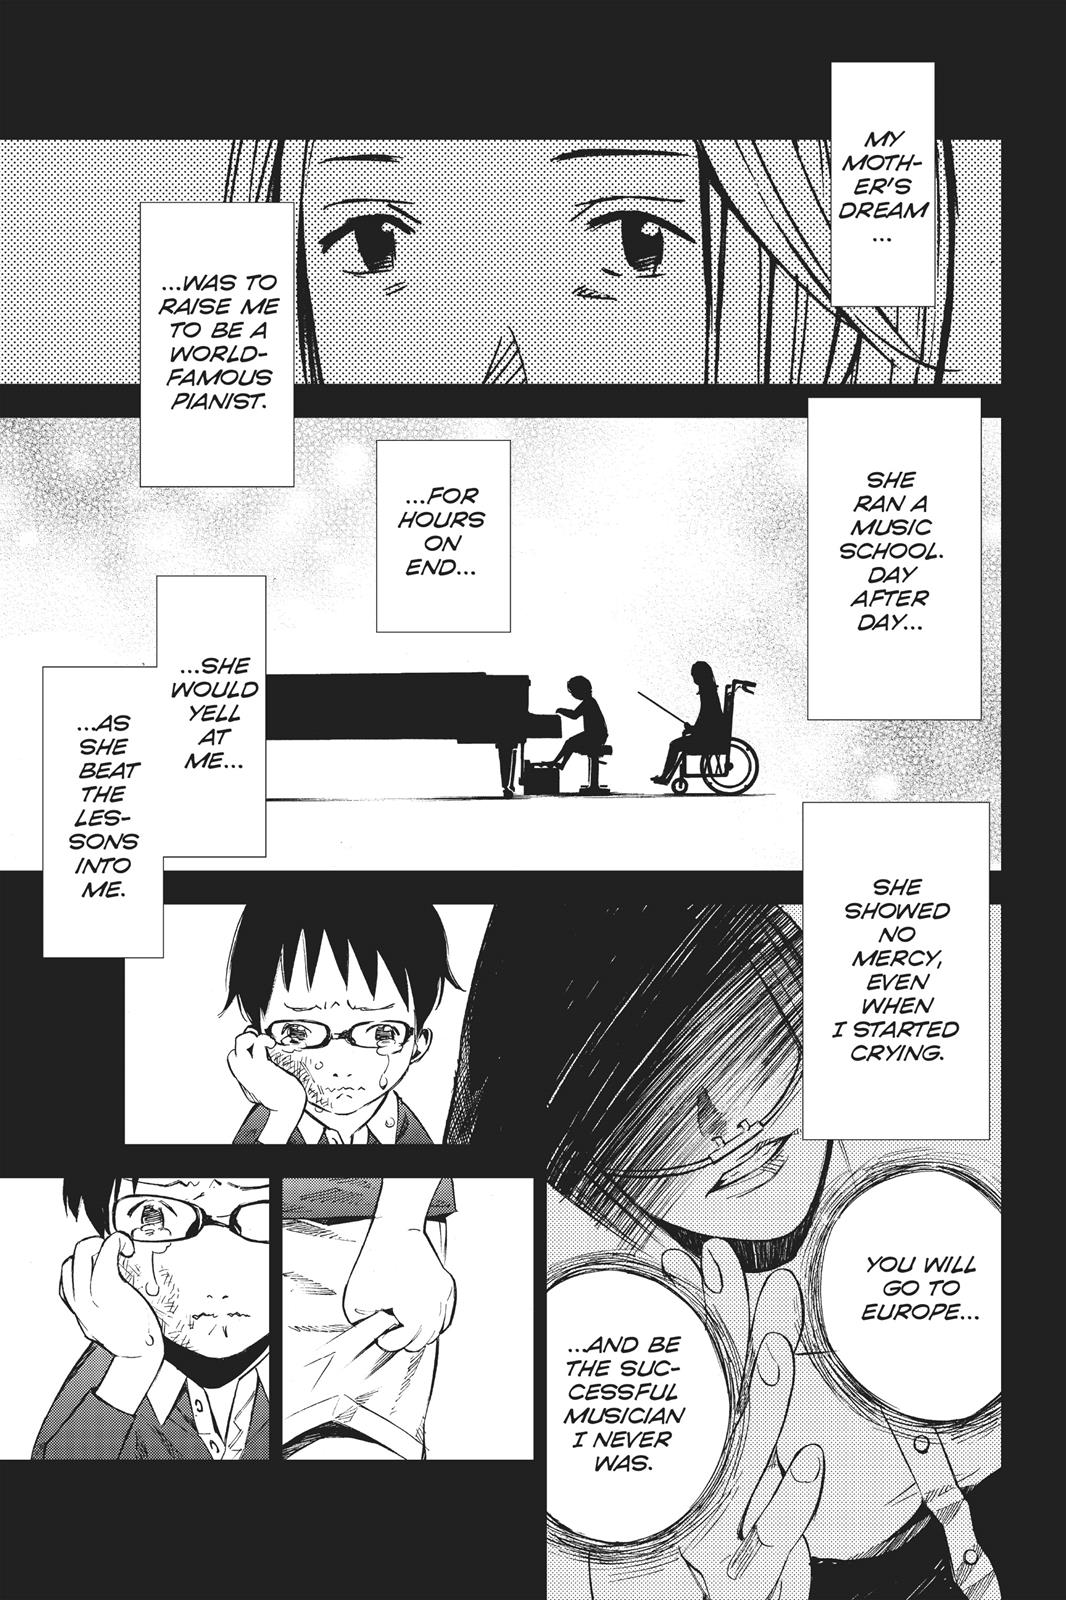 MY
MOTH-
ER'S
DREAM
...
...WAS TO
RAISE ME
TO BE A
WORLD-
FAMOUS
PIANIST.
SHE
RAN A
MUSIC
SCHOOL.
DAY
AFTER
DAY...
...FOR
HOURS
ON
END...
...SHE
WOULD
YELL
AT
ME...
...AS
SHE
BEAT
THE
LES-
SONS
INTO
ME.
SHE
SHOWED
NO
MERCY,
EVEN
WHEN
I STARTED
CRYING.
YOU WILL
GO TO
EUROPE...
...AND BE
THE SUC-
CESSFUL
MUSICIAN
I NEVER
WAS.